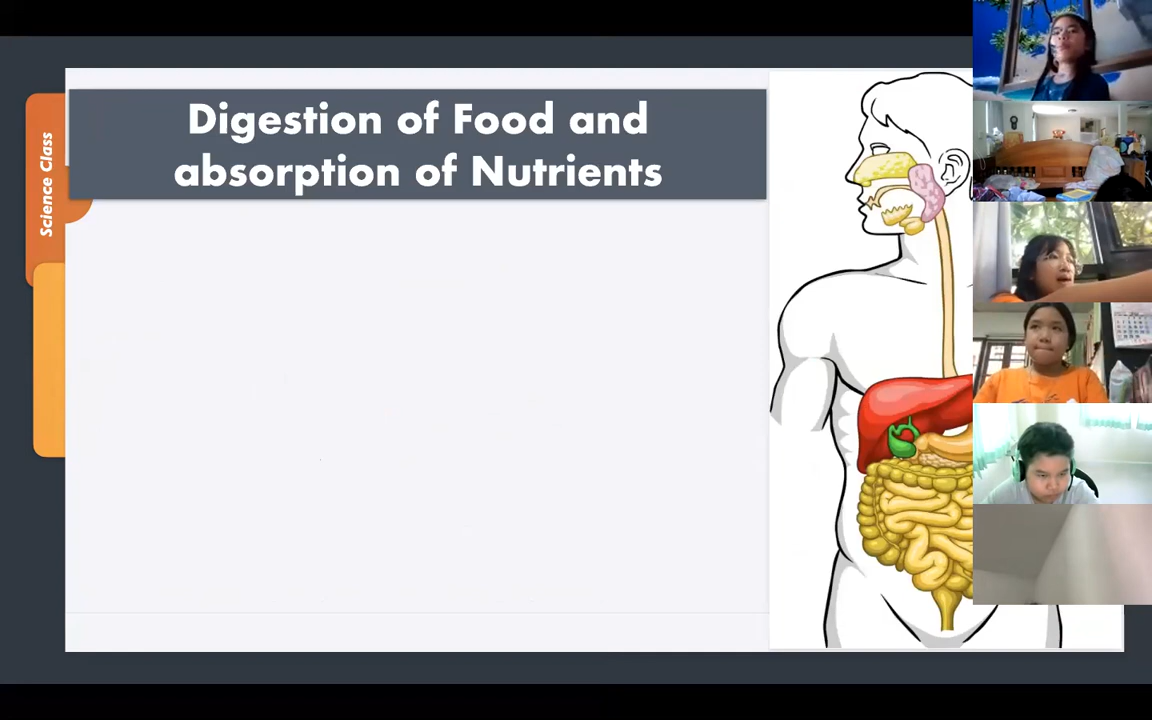 Science Class
Digestion of Food and
absorption of Nutrients